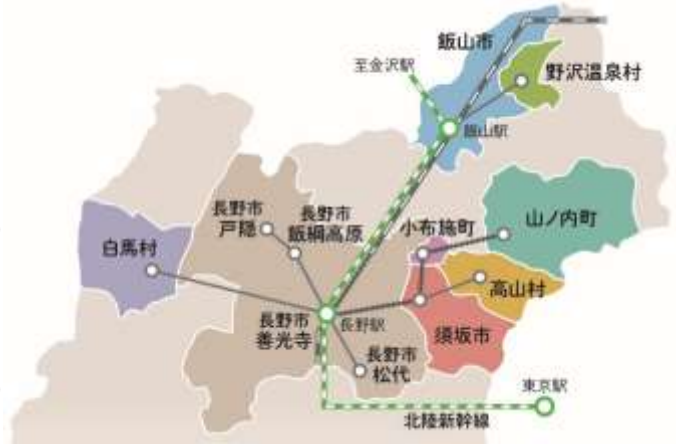 飯山市
至金沢駅
野沢温泉村
飯山駅
長野市
戸隠
長野市
飯綱高原
小布施町
山ノ内町
白馬村
高山村
長野市
善光寺
長野駅
須坂市
長野市
松代
東京駅
北陸新幹線